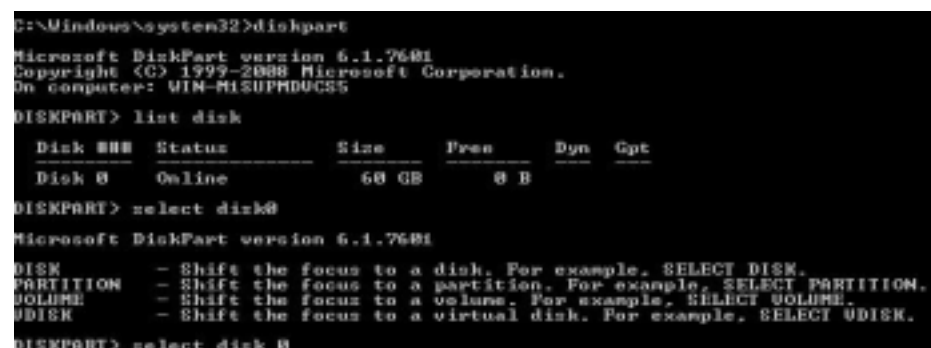 C:\Windows\system32>diskpart
Microsoft DiskPart version 6.1.7601
Copyright (C) 1999-2008 Microsoft Corporation.
On computer: WIN-M1SUPMDVCS5
DISKPART> list disk
Disk ### Status Size Free Dyn Gpt
Disk 0 Online 60 GB 0 B
DISKPART> select disk0
Microsoft DiskPart version 6.1.7601
DISK - Shift the focus to a disk. For example, SELECT DISK.
PARTITION - Shift the focus to a partition. For example, SELECT PARTITION.
VOLUME - Shift the focus to a volume. For example, SELECT VOLUME.
VDISK - Shift the focus to a virtual disk. For example, SELECT VDISK.
DISKPART> select disk 0